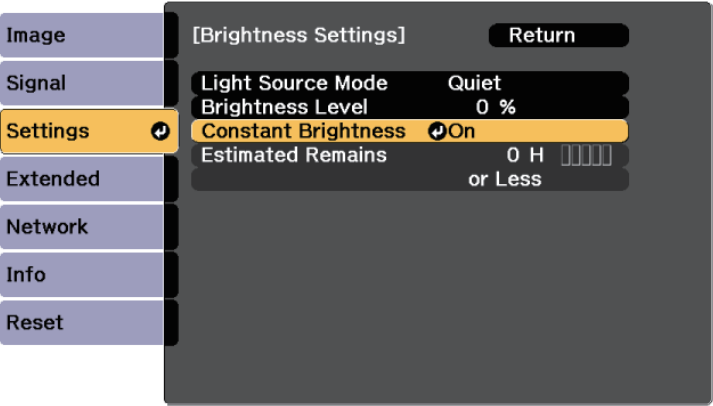 Image
Signal
Settings
Extended
Network
Info
Reset
[Brightness Settings] Return
Light Source Mode Quiet
Brightness Level 0 %
Constant Brightness On
Estimated Remains 0 H
or Less